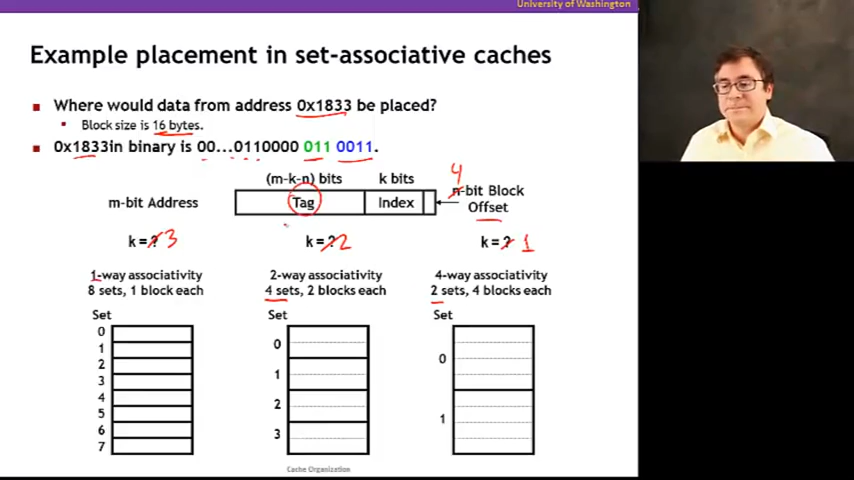 University of Washington
Example placement in set-associative caches
Where would data from address 0x1833 be placed?
Block size is 16 bytes.
0x1833in binary is 00...0110000 011 0011.
(m-k-n) bits k bits
4
m-bit Address Tag Index n-bit Block
Offset
k = ? 3 k = ? 2 k = ? 1
1-way associativity 2-way associativity 4-way associativity
8 sets, 1 block each 4 sets, 2 blocks each 2 sets, 4 blocks each
Set Set Set
0
1
2
3
4
5
6
7
0
1
2
3
0
1
Cache Organization